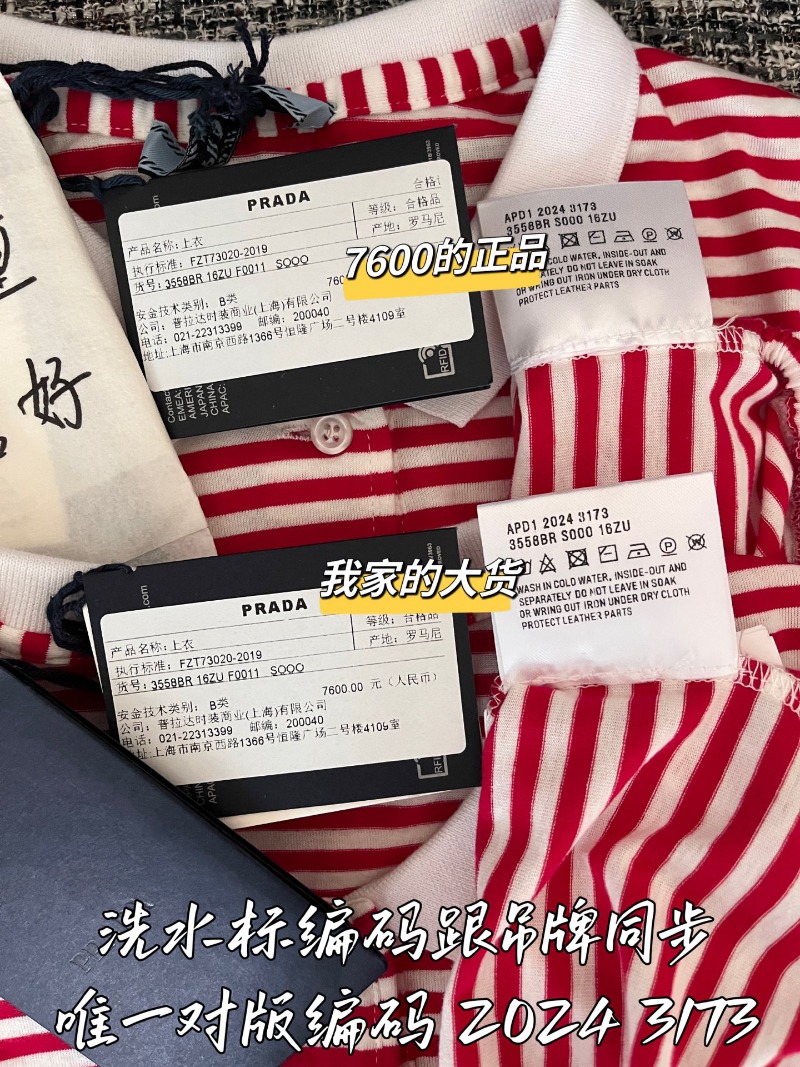 好
PRADA
合格
产品名称:上衣
等级: 合格品
执行标准: FZT73020-2019
产地: 罗马尼
货号: 3558BR 16ZU F0011 SOOO
7600的正品
安全技术类别: B类
公司: 普拉达时装商业(上海)有限公司
电话: 021-22313399 邮编: 200040
地址:上海市南京西路1366号恒隆广场二号楼4109室
Contact
EMEA
AMERI
JAPAN
CHINA
APAC:
RFID
APD1 2024 3173
3558BR S000 16ZU
COLD WATER, INSIDE-OUT AND
SEPARATELY DO NOT LEAVE IN SOAK
OR WRING OUT IRON UNDER DRY CLOTH
PROTECT LEATHER PARTS
.com
PRADA
我家的大货
产品名称:上衣
等级: 合格品
执行标准: FZT73020-2019
产地: 罗马尼
货号: 3558BR 16ZU F0011 SOOO
7600.00 元（人民币）
安全技术类别: B类
公司: 普拉达时装商业(上海)有限公司
电话: 021-22313399 邮编: 200040
地址:上海市南京西路1366号恒隆广场二号楼4109室
RFID
APD1 2024 3173
3558BR S000 16ZU
WASH IN COLD WATER, INSIDE-OUT AND
SEPARATELY DO NOT LEAVE IN SOAK
OR WRING OUT IRON UNDER DRY CLOTH
PROTECT LEATHER PARTS
洗水标编码跟吊牌同步
唯一对版编码 2024 3173